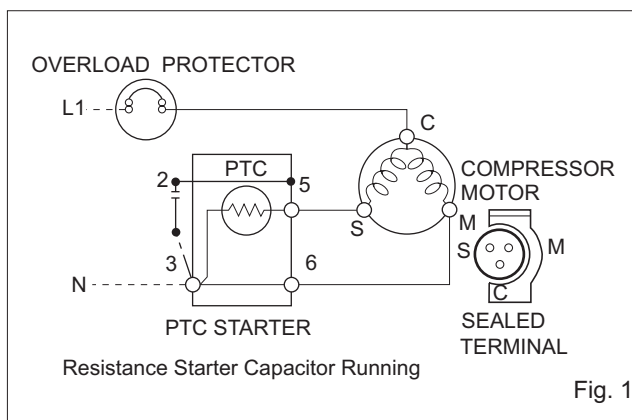 OVERLOAD PROTECTOR
L1
C
2
PTC
5
COMPRESSOR
MOTOR
S
M
S
M
3
6
N
C
PTC STARTER
SEALED
TERMINAL
Resistance Starter Capacitor Running
Fig. 1